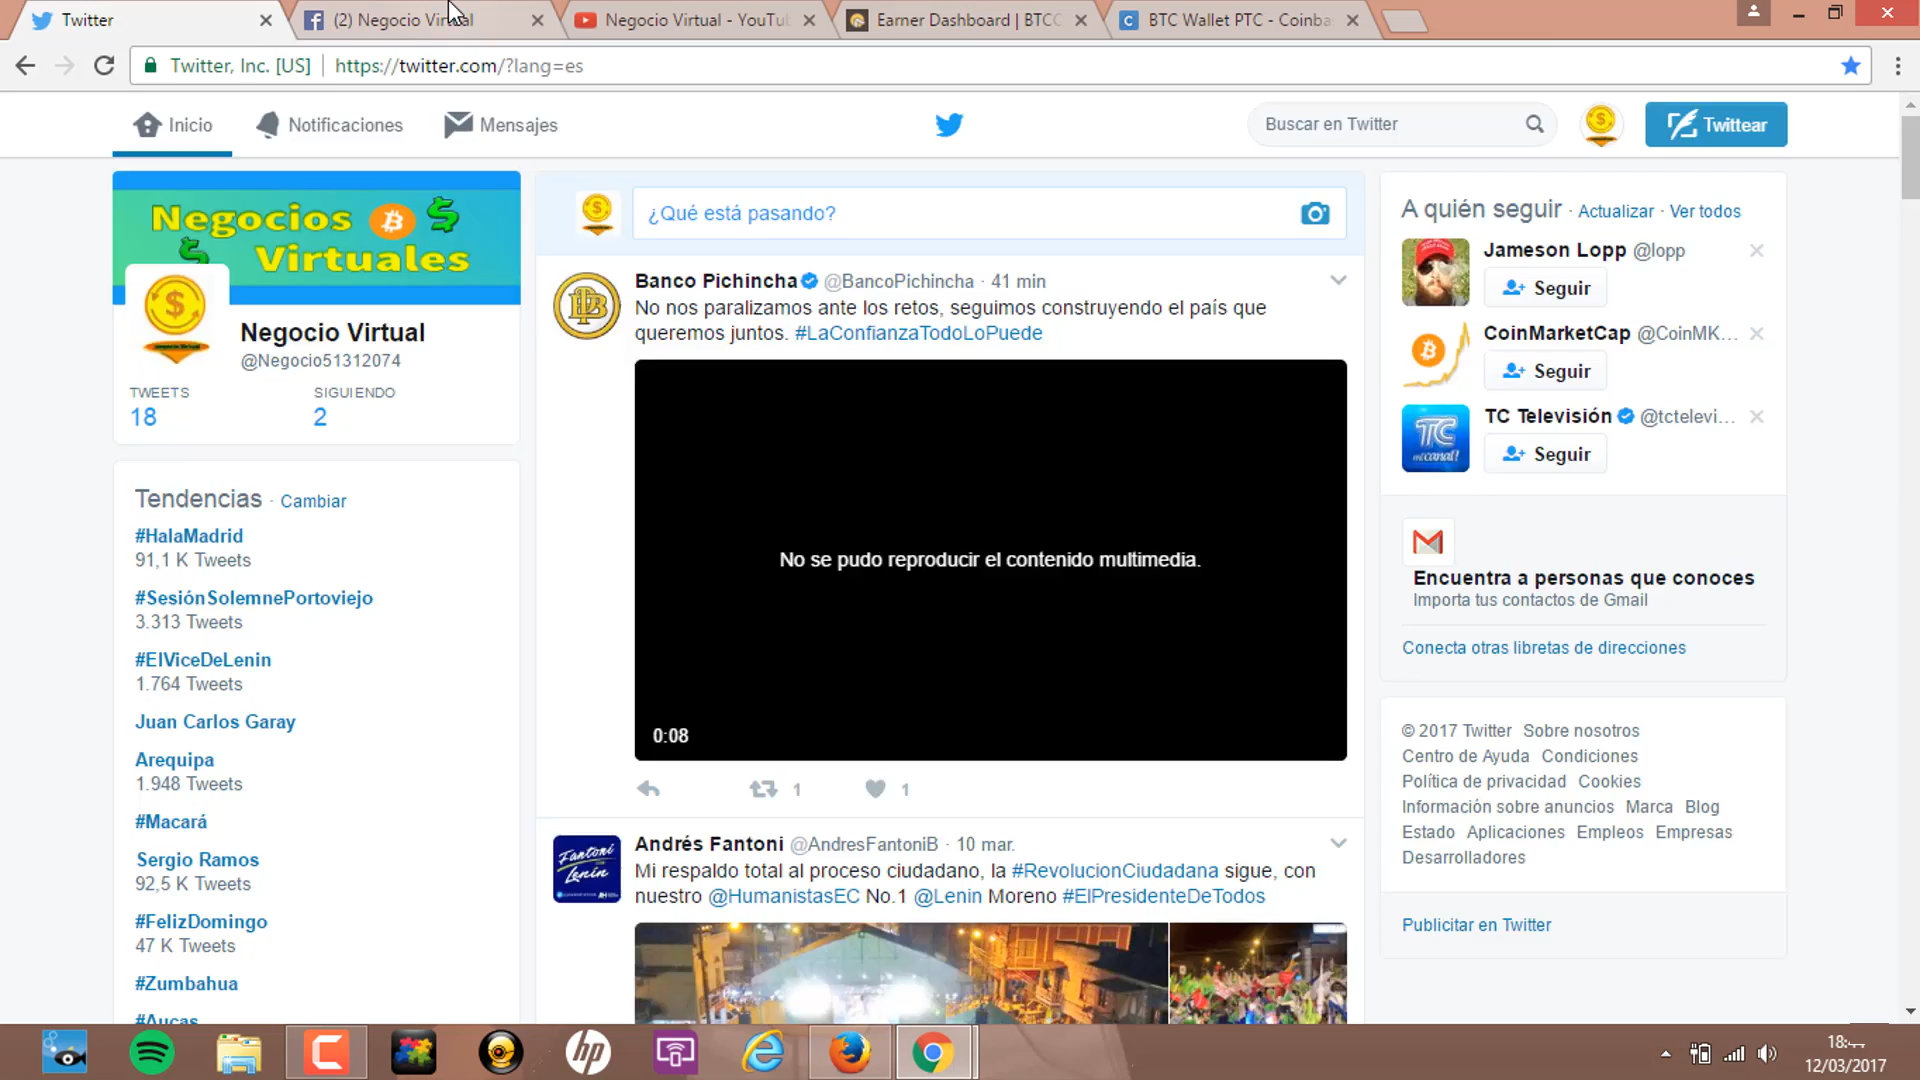 Twitter
(2) Negocio Virtual
Negocio Virtual - YouTu
Earner Dashboard | BTCC
BTC Wallet PTC - Coinba
Twitter, Inc. [US]
https://twitter.com/?lang=es
Inicio
Notificaciones
Mensajes
Buscar en Twitter
Twittear
Negocios
Virtuales
Negocio Virtual
@Negocio51312074
TWEETS
SIGUIENDO
18
2
Tendencias · Cambiar
#HalaMadrid
91,1 K Tweets
#SesiónSolemnePortoviejo
3.313 Tweets
#ElViceDeLenin
1.764 Tweets
Juan Carlos Garay
Arequipa
1.948 Tweets
#Macará
Sergio Ramos
92,5 K Tweets
#FelizDomingo
47 K Tweets
#Zumbahua
#Aucas
¿Qué está pasando?
Banco Pichincha @BancoPichincha · 41 min
No nos paralizamos ante los retos, seguimos construyendo el país que
queremos juntos. #LaConfianzaTodoLoPuede
No se pudo reproducir el contenido multimedia.
0:08
1
1
Fantoni
Lenín
Andrés Fantoni @AndresFantoniB · 10 mar.
Mi respaldo total al proceso ciudadano, la #RevolucionCiudadana sigue, con
nuestro @HumanistasEC No.1 @Lenin Moreno #ElPresidenteDeTodos
A quién seguir · Actualizar · Ver todos
Jameson Lopp @lopp
Seguir
CoinMarketCap @CoinMK...
Seguir
TC
mi canal!
TC Televisión @tctelevi...
Seguir
Encuentra a personas que conoces
Importa tus contactos de Gmail
Conecta otras libretas de direcciones
© 2017 Twitter Sobre nosotros
Centro de Ayuda Condiciones
Política de privacidad Cookies
Información sobre anuncios Marca Blog
Estado Aplicaciones Empleos Empresas
Desarrolladores
Publicitar en Twitter
hp
12/03/2017